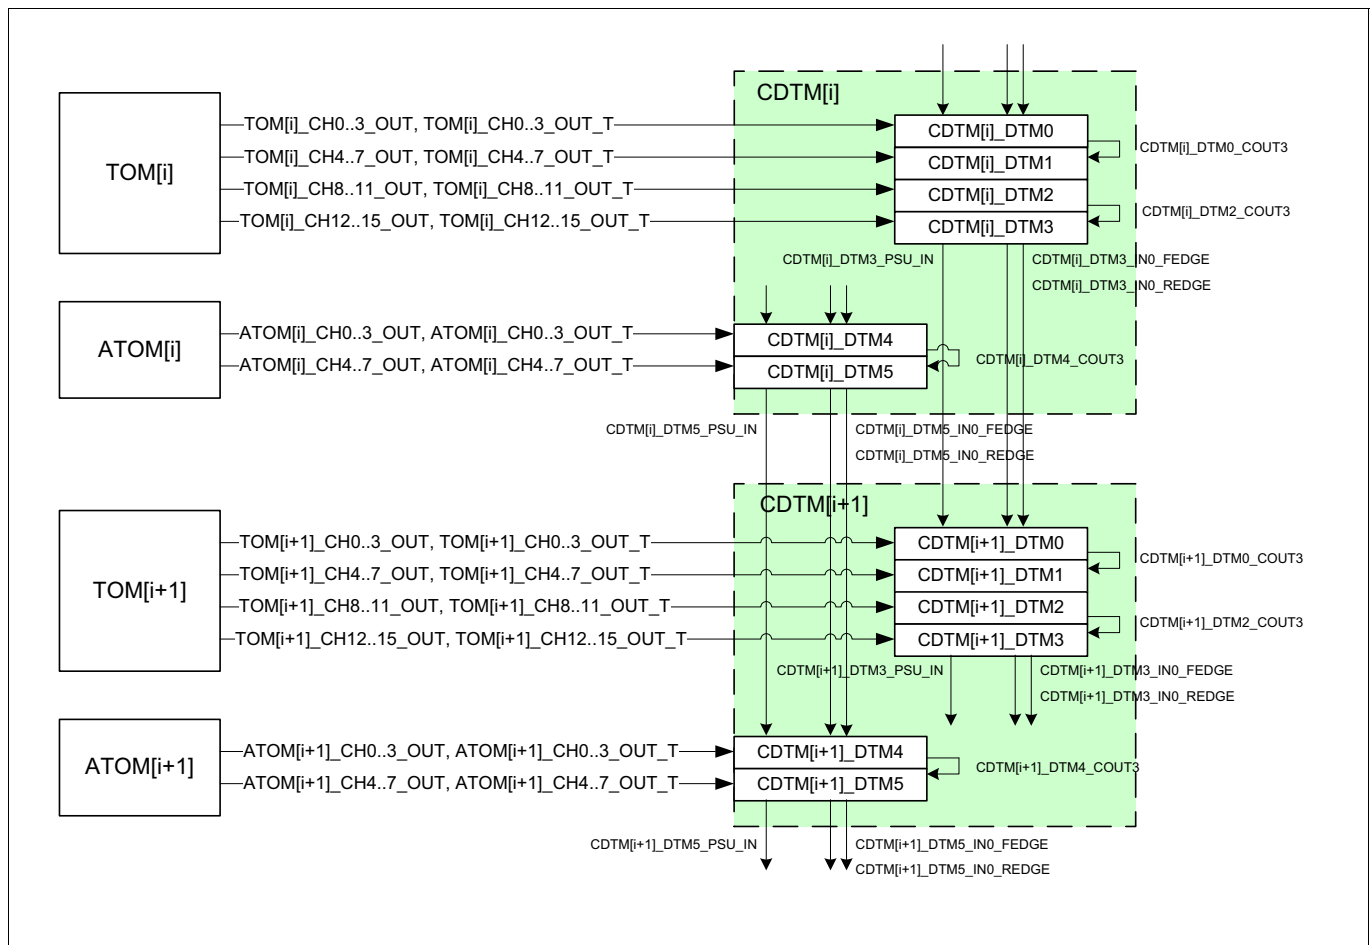 CDTM[i]
TOM[i]
TOM[i]_CH0..3_OUT, TOM[i]_CH0..3_OUT_T
TOM[i]_CH4..7_OUT, TOM[i]_CH4..7_OUT_T
TOM[i]_CH8..11_OUT, TOM[i]_CH8..11_OUT_T
TOM[i]_CH12..15_OUT, TOM[i]_CH12..15_OUT_T
CDTM[i]_DTM0
CDTM[i]_DTM1
CDTM[i]_DTM2
CDTM[i]_DTM3
CDTM[i]_DTM0_COUT3
CDTM[i]_DTM2_COUT3
CDTM[i]_DTM3_PSU_IN
CDTM[i]_DTM3_IN0_FEDGE
CDTM[i]_DTM3_IN0_REDGE
ATOM[i]
ATOM[i]_CH0..3_OUT, ATOM[i]_CH0..3_OUT_T
ATOM[i]_CH4..7_OUT, ATOM[i]_CH4..7_OUT_T
CDTM[i]_DTM4
CDTM[i]_DTM5
CDTM[i]_DTM4_COUT3
CDTM[i]_DTM5_PSU_IN
CDTM[i]_DTM5_IN0_FEDGE
CDTM[i]_DTM5_IN0_REDGE
CDTM[i+1]
TOM[i+1]
TOM[i+1]_CH0..3_OUT, TOM[i+1]_CH0..3_OUT_T
TOM[i+1]_CH4..7_OUT, TOM[i+1]_CH4..7_OUT_T
TOM[i+1]_CH8..11_OUT, TOM[i+1]_CH8..11_OUT_T
TOM[i+1]_CH12..15_OUT, TOM[i+1]_CH12..15_OUT_T
CDTM[i+1]_DTM0
CDTM[i+1]_DTM1
CDTM[i+1]_DTM2
CDTM[i+1]_DTM3
CDTM[i+1]_DTM0_COUT3
CDTM[i+1]_DTM2_COUT3
CDTM[i+1]_DTM3_PSU_IN
CDTM[i+1]_DTM3_IN0_FEDGE
CDTM[i+1]_DTM3_IN0_REDGE
ATOM[i+1]
ATOM[i+1]_CH0..3_OUT, ATOM[i+1]_CH0..3_OUT_T
ATOM[i+1]_CH4..7_OUT, ATOM[i+1]_CH4..7_OUT_T
CDTM[i+1]_DTM4
CDTM[i+1]_DTM5
CDTM[i+1]_DTM4_COUT3
CDTM[i+1]_DTM5_PSU_IN
CDTM[i+1]_DTM5_IN0_FEDGE
CDTM[i+1]_DTM5_IN0_REDGE